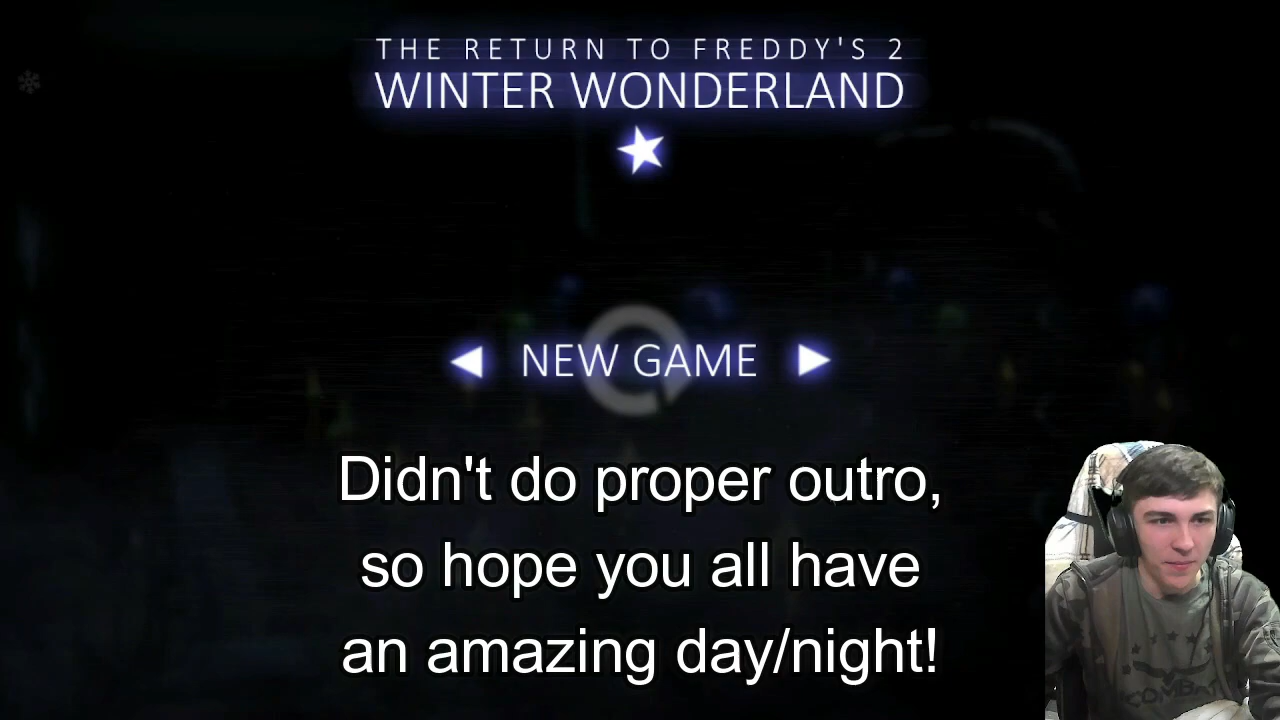 THE RETURN TO FREDDY'S 2
WINTER WONDERLAND
NEW GAME
Didn't do proper outro,
so hope you all have
an amazing day/night!
COMBAT